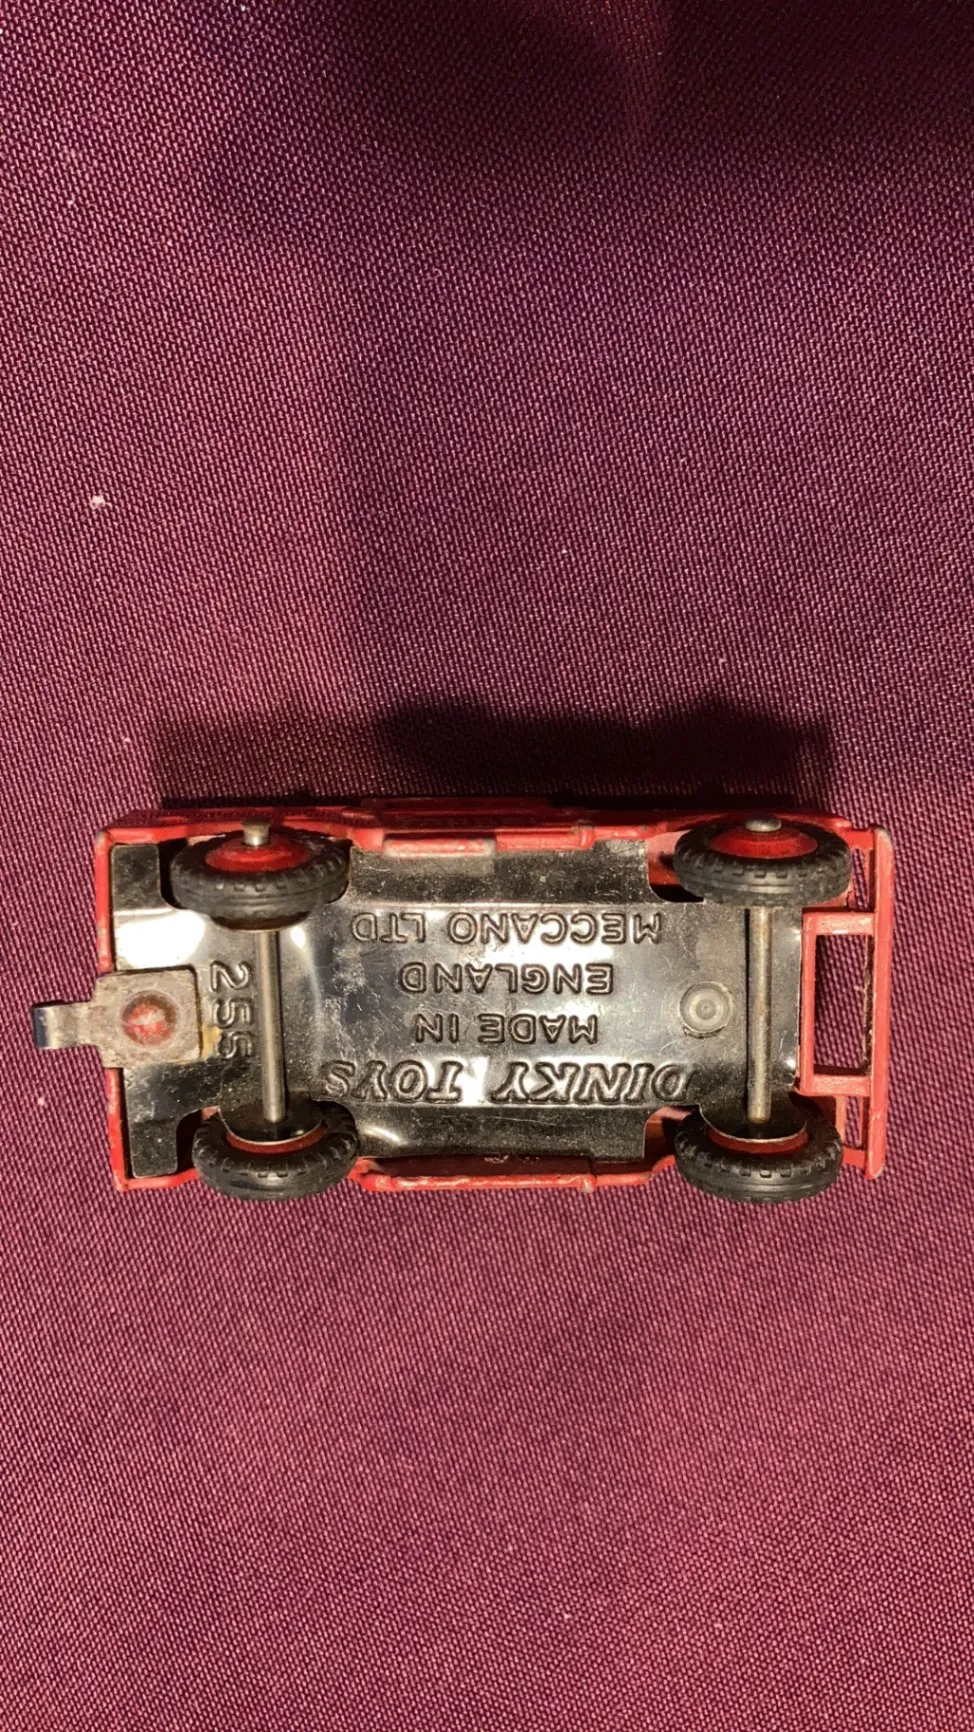 DINKY TOYS
MADE IN
ENGLAND
MECCANO LTD
255